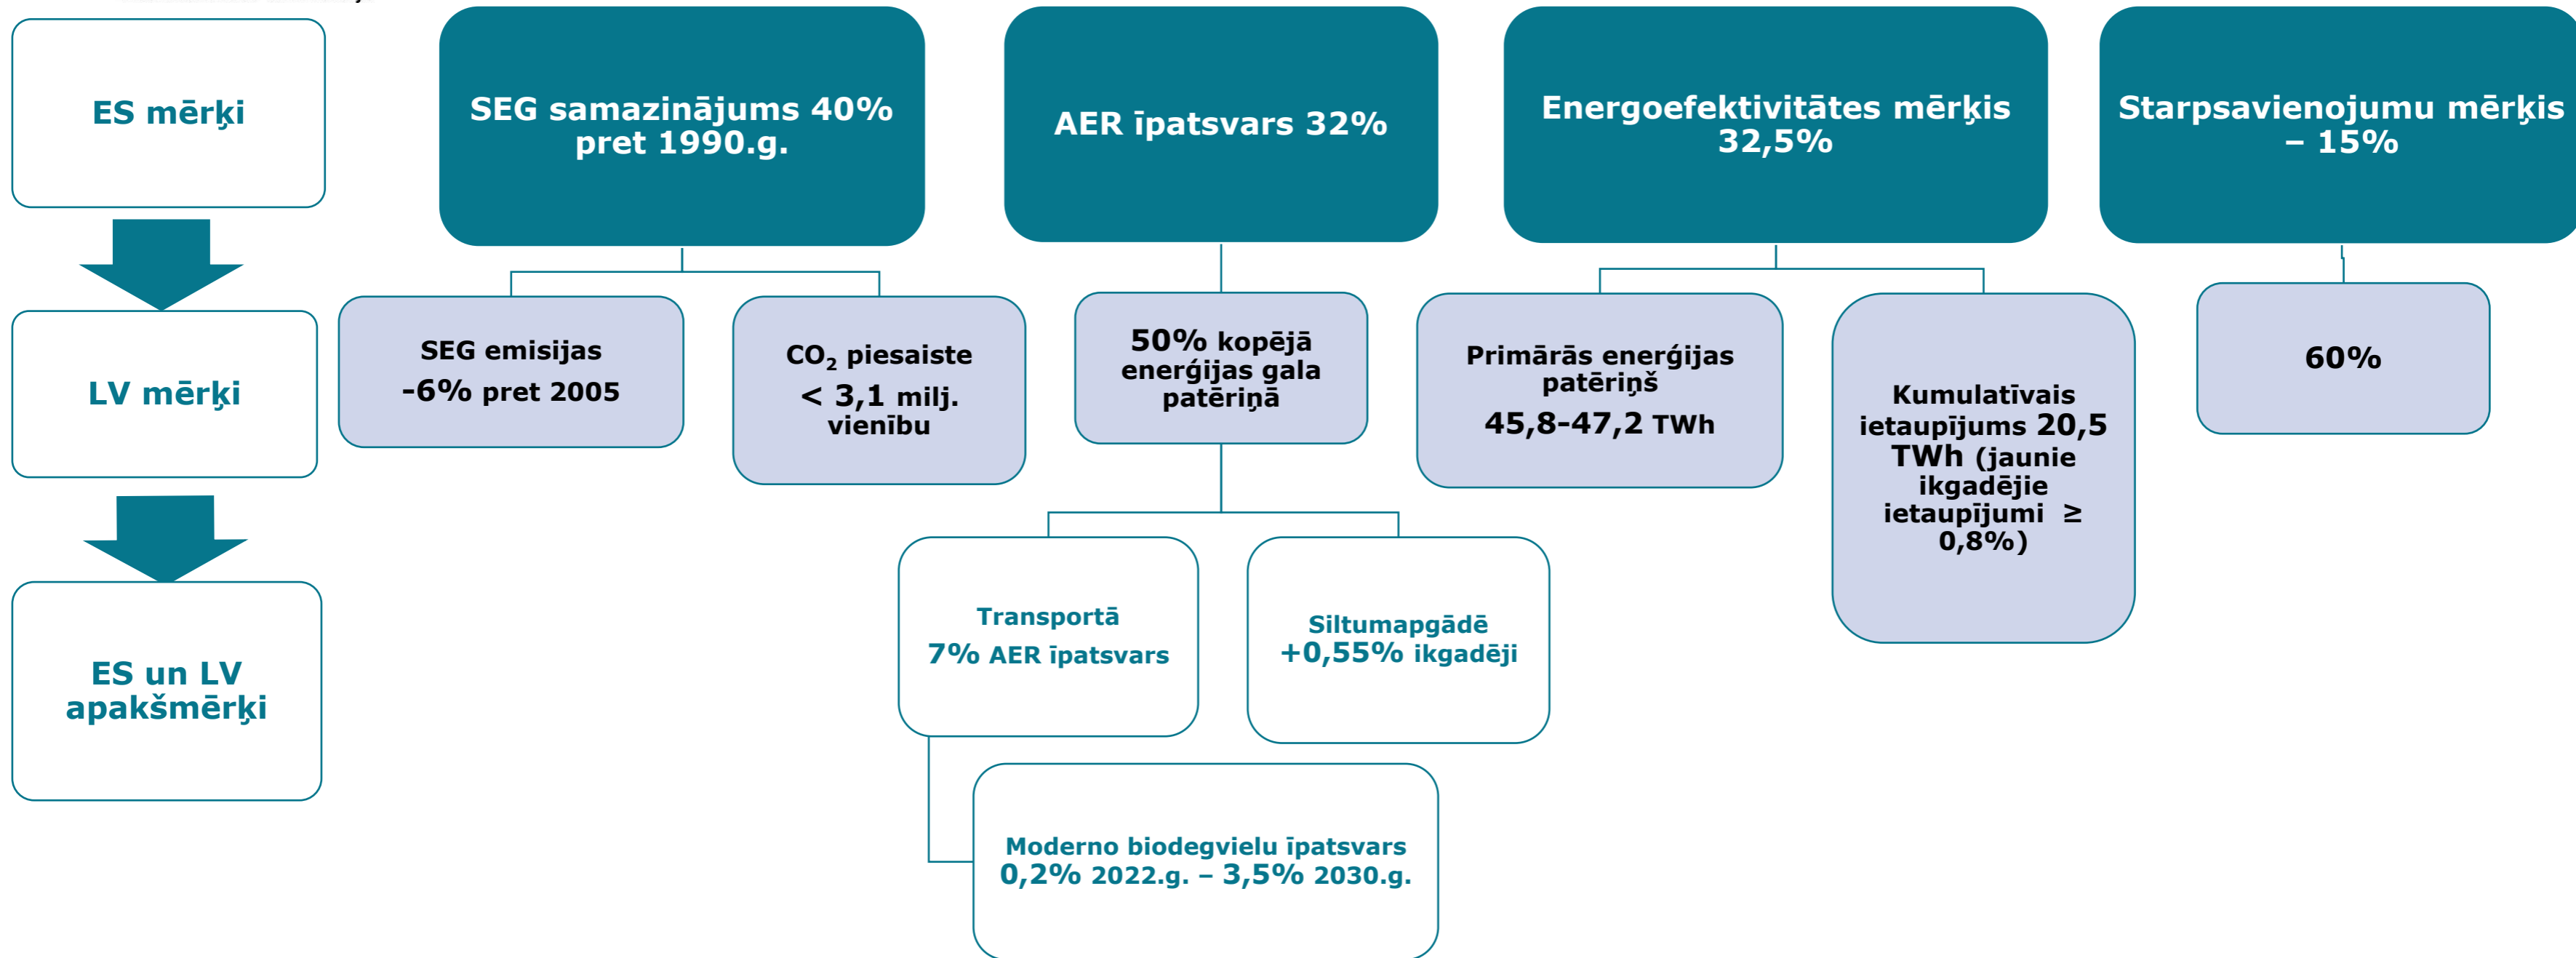 ES mērķi
SEG samazinājums 40%
pret 1990.g.
AER īpatsvars 32%
Energoefektivitātes mērķis
32,5%
Starpsavienojumu mērķis
– 15%
LV mērķi
SEG emisijas
-6% pret 2005
CO₂ piesaiste
< 3,1 milj.
vienību
50% kopējā
enerģijas gala
patēriņā
Primārās enerģijas
patēriņš
45,8-47,2 TWh
Kumulatīvais
ietaupījums 20,5
TWh (jaunie
ikgadējie
ietaupījumi ≥
0,8%)
60%
ES un LV
apakšmērķi
Transportā
7% AER īpatsvars
Siltumapgādē
+0,55% ikgadēji
Moderno biodegvielu īpatsvars
0,2% 2022.g. – 3,5% 2030.g.